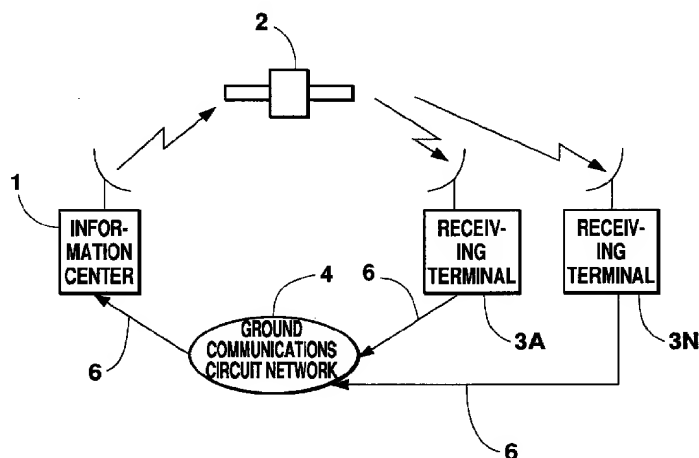 2
1
INFOR-
MATION
CENTER
RECEIV-
ING
TERMINAL
RECEIV-
ING
TERMINAL
4
6
3A
3N
GROUND
COMMUNICATIONS
CIRCUIT NETWORK
6
6